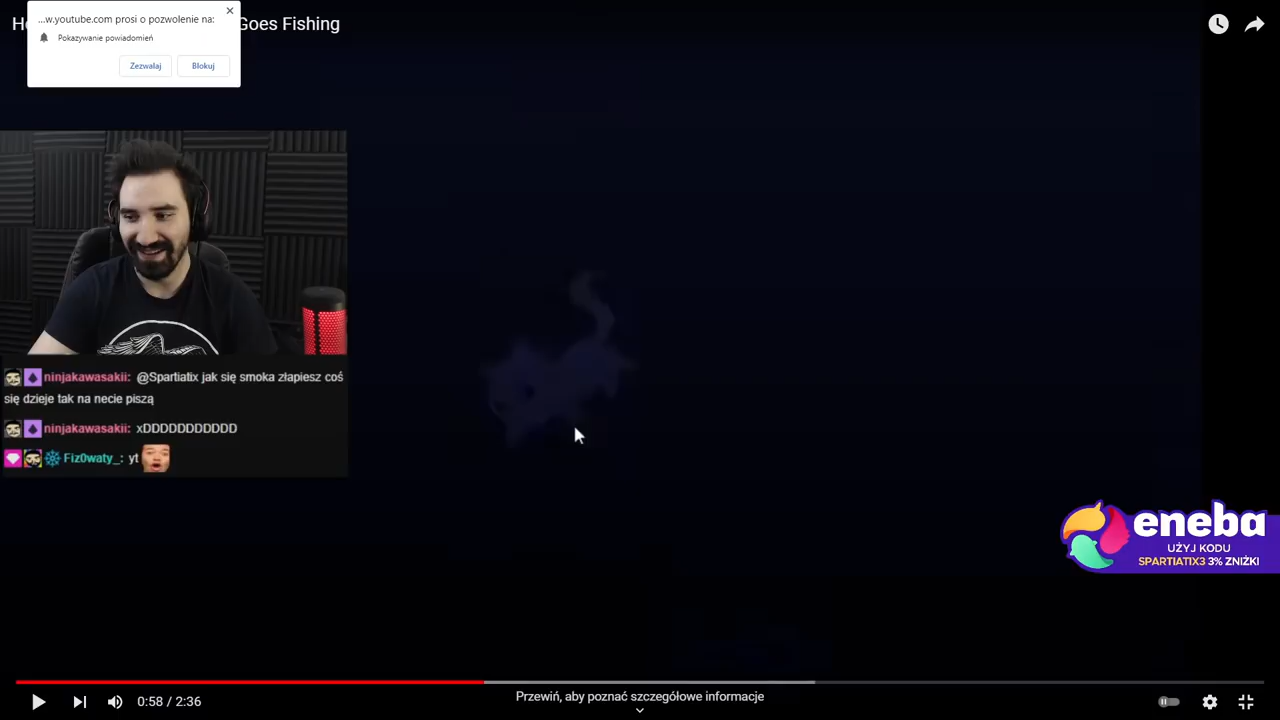 Goes Fishing
...w.youtube.com prosi o pozwolenie na:
Pokazywanie powiadomień
Zezwalaj
Blokuj
ninjakawasakii: @Spartiatix jak się smoka złapiesz coś
się dzieje tak na necie piszą
ninjakawasakii: xDDDDDDDDDDD
Fiz0waty_: yt
eneba
UŻYJ KODU
SPARTIATIX3 3% ZNIŻKI
0:58 / 2:36
Przewiń, aby poznać szczegółowe informacje